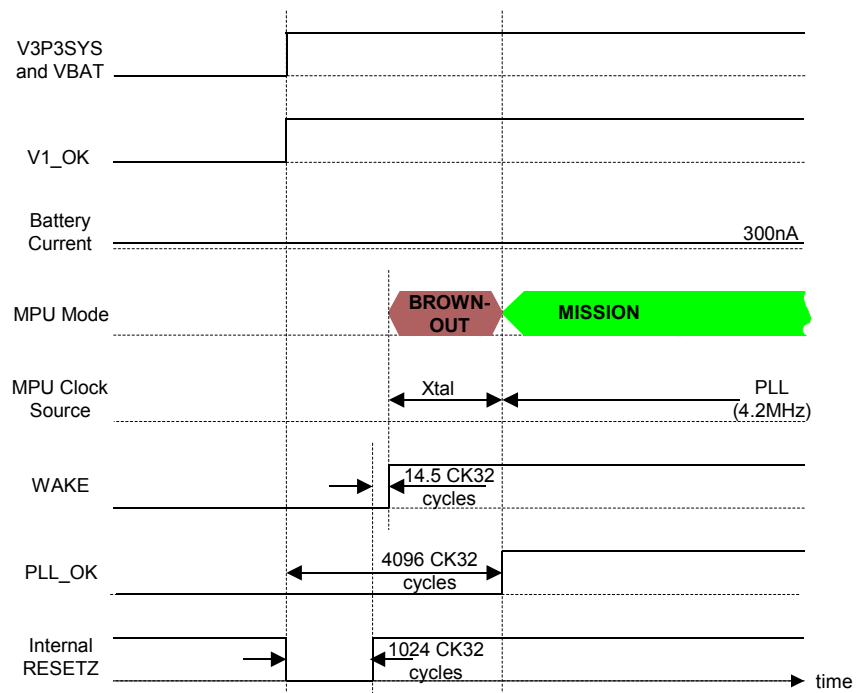 V3P3SYS
and VBAT
V1_OK
Battery
Current
300nA
MPU Mode
BROWN-
OUT
MISSION
MPU Clock
Source
Xtal
PLL
(4.2MHz)
WAKE
14.5 CK32
cycles
PLL_OK
4096 CK32
cycles
Internal
RESETZ
1024 CK32
cycles
time